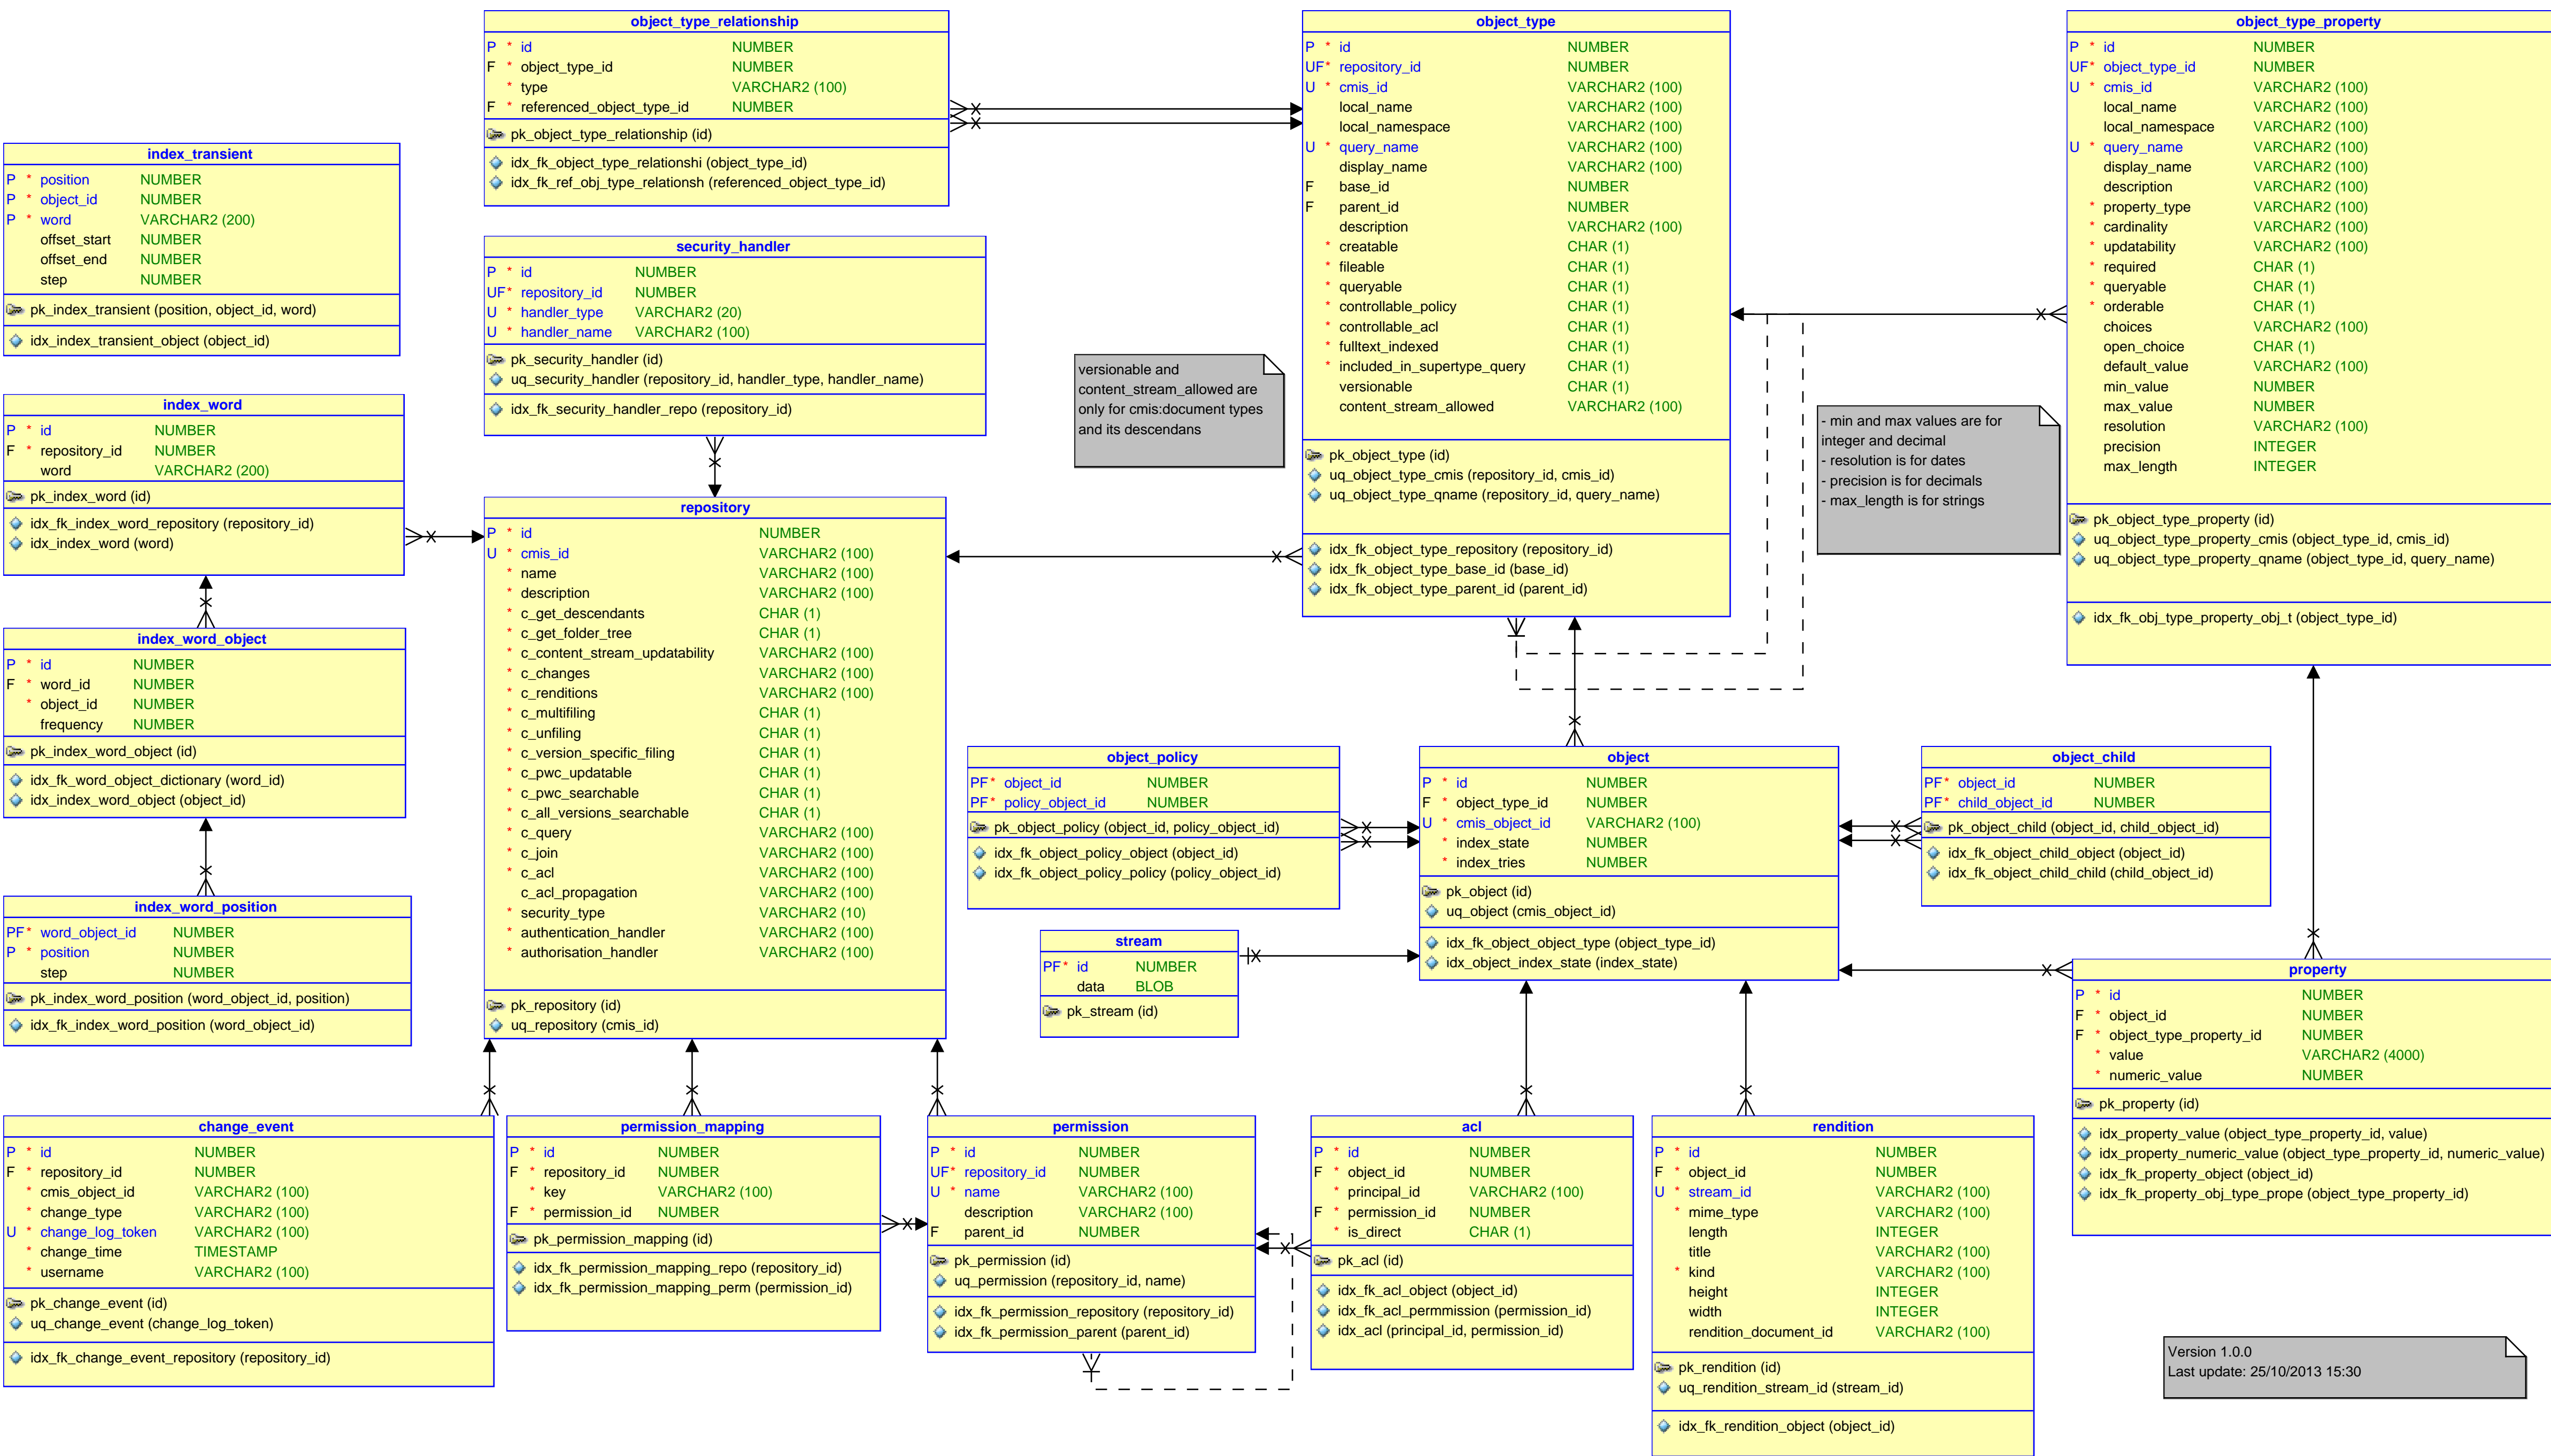 object_type_relationship
P * id NUMBER
F * object_type_id NUMBER
* type VARCHAR2 (100)
F * referenced_object_type_id NUMBER
pk_object_type_relationship (id)
idx_fk_object_type_relationshi (object_type_id)
idx_fk_ref_obj_type_relationsh (referenced_object_type_id)
object_type
P * id NUMBER
UF* repository_id NUMBER
U * cmis_id VARCHAR2 (100)
local_name VARCHAR2 (100)
local_namespace VARCHAR2 (100)
U * query_name VARCHAR2 (100)
display_name VARCHAR2 (100)
F base_id NUMBER
F parent_id NUMBER
description VARCHAR2 (100)
* creatable CHAR (1)
* fileable CHAR (1)
* queryable CHAR (1)
* controllable_policy CHAR (1)
* controllable_acl CHAR (1)
* fulltext_indexed CHAR (1)
* included_in_supertype_query CHAR (1)
versionable CHAR (1)
content_stream_allowed VARCHAR2 (100)
pk_object_type (id)
uq_object_type_cmis (repository_id, cmis_id)
uq_object_type_qname (repository_id, query_name)
idx_fk_object_type_repository (repository_id)
idx_fk_object_type_base_id (base_id)
idx_fk_object_type_parent_id (parent_id)
object_type_property
P * id NUMBER
UF* object_type_id NUMBER
U * cmis_id VARCHAR2 (100)
local_name VARCHAR2 (100)
local_namespace VARCHAR2 (100)
U * query_name VARCHAR2 (100)
display_name VARCHAR2 (100)
description VARCHAR2 (100)
* property_type VARCHAR2 (100)
* cardinality VARCHAR2 (100)
* updatability VARCHAR2 (100)
* required CHAR (1)
* queryable CHAR (1)
* orderable CHAR (1)
choices VARCHAR2 (100)
open_choice CHAR (1)
default_value VARCHAR2 (100)
min_value NUMBER
max_value NUMBER
resolution VARCHAR2 (100)
precision INTEGER
max_length INTEGER
pk_object_type_property (id)
uq_object_type_property_cmis (object_type_id, cmis_id)
uq_object_type_property_qname (object_type_id, query_name)
idx_fk_obj_type_property_obj_t (object_type_id)
index_transient
P * position NUMBER
P * object_id NUMBER
P * word VARCHAR2 (200)
offset_start NUMBER
offset_end NUMBER
step NUMBER
pk_index_transient (position, object_id, word)
idx_index_transient_object (object_id)
security_handler
P * id NUMBER
UF* repository_id NUMBER
U * handler_type VARCHAR2 (20)
U * handler_name VARCHAR2 (100)
pk_security_handler (id)
uq_security_handler (repository_id, handler_type, handler_name)
idx_fk_security_handler_repo (repository_id)
versionable and
content_stream_allowed are
only for cmis:document types
and its descendans
- min and max values are for
integer and decimal
- resolution is for dates
- precision is for decimals
- max_length is for strings
index_word
P * id NUMBER
F * repository_id NUMBER
word VARCHAR2 (200)
pk_index_word (id)
idx_fk_index_word_repository (repository_id)
idx_index_word (word)
repository
P * id NUMBER
U * cmis_id VARCHAR2 (100)
* name VARCHAR2 (100)
* description VARCHAR2 (100)
* c_get_descendants CHAR (1)
* c_get_folder_tree CHAR (1)
* c_content_stream_updatability VARCHAR2 (100)
* c_changes VARCHAR2 (100)
* c_renditions VARCHAR2 (100)
* c_multifiling CHAR (1)
* c_unfiling CHAR (1)
* c_version_specific_filing CHAR (1)
* c_pwc_updatable CHAR (1)
* c_pwc_searchable CHAR (1)
* c_all_versions_searchable CHAR (1)
* c_query VARCHAR2 (100)
* c_join VARCHAR2 (100)
* c_acl VARCHAR2 (100)
c_acl_propagation VARCHAR2 (100)
* security_type VARCHAR2 (10)
* authentication_handler VARCHAR2 (100)
* authorisation_handler VARCHAR2 (100)
pk_repository (id)
uq_repository (cmis_id)
index_word_object
P * id NUMBER
F * word_id NUMBER
* object_id NUMBER
frequency NUMBER
pk_index_word_object (id)
idx_fk_word_object_dictionary (word_id)
idx_index_word_object (object_id)
object_policy
PF* object_id NUMBER
PF* policy_object_id NUMBER
pk_object_policy (object_id, policy_object_id)
idx_fk_object_policy_object (object_id)
idx_fk_object_policy_policy (policy_object_id)
object
P * id NUMBER
F * object_type_id NUMBER
U * cmis_object_id VARCHAR2 (100)
* index_state NUMBER
* index_tries NUMBER
pk_object (id)
uq_object (cmis_object_id)
idx_fk_object_object_type (object_type_id)
idx_object_index_state (index_state)
object_child
PF* object_id NUMBER
PF* child_object_id NUMBER
pk_object_child (object_id, child_object_id)
idx_fk_object_child_object (object_id)
idx_fk_object_child_child (child_object_id)
index_word_position
PF* word_object_id NUMBER
P * position NUMBER
step NUMBER
pk_index_word_position (word_object_id, position)
idx_fk_index_word_position (word_object_id)
stream
PF* id NUMBER
data BLOB
pk_stream (id)
property
P * id NUMBER
F * object_id NUMBER
F * object_type_property_id NUMBER
* value VARCHAR2 (4000)
* numeric_value NUMBER
pk_property (id)
idx_property_value (object_type_property_id, value)
idx_property_numeric_value (object_type_property_id, numeric_value)
idx_fk_property_object (object_id)
idx_fk_property_obj_type_prope (object_type_property_id)
change_event
P * id NUMBER
F * repository_id NUMBER
* cmis_object_id VARCHAR2 (100)
* change_type VARCHAR2 (100)
U * change_log_token VARCHAR2 (100)
* change_time TIMESTAMP
* username VARCHAR2 (100)
pk_change_event (id)
uq_change_event (change_log_token)
idx_fk_change_event_repository (repository_id)
permission_mapping
P * id NUMBER
F * repository_id NUMBER
* key VARCHAR2 (100)
F * permission_id NUMBER
pk_permission_mapping (id)
idx_fk_permission_mapping_repo (repository_id)
idx_fk_permission_mapping_perm (permission_id)
permission
P * id NUMBER
UF* repository_id NUMBER
U * name VARCHAR2 (100)
description VARCHAR2 (100)
F parent_id NUMBER
pk_permission (id)
uq_permission (repository_id, name)
idx_fk_permission_repository (repository_id)
idx_fk_permission_parent (parent_id)
acl
P * id NUMBER
F * object_id NUMBER
* principal_id VARCHAR2 (100)
F * permission_id NUMBER
* is_direct CHAR (1)
pk_acl (id)
idx_fk_acl_object (object_id)
idx_fk_acl_permmission (permission_id)
idx_acl (principal_id, permission_id)
rendition
P * id NUMBER
F * object_id NUMBER
U * stream_id VARCHAR2 (100)
* mime_type VARCHAR2 (100)
length INTEGER
title VARCHAR2 (100)
* kind VARCHAR2 (100)
height INTEGER
width INTEGER
rendition_document_id VARCHAR2 (100)
pk_rendition (id)
uq_rendition_stream_id (stream_id)
idx_fk_rendition_object (object_id)
Version 1.0.0
Last update: 25/10/2013 15:30